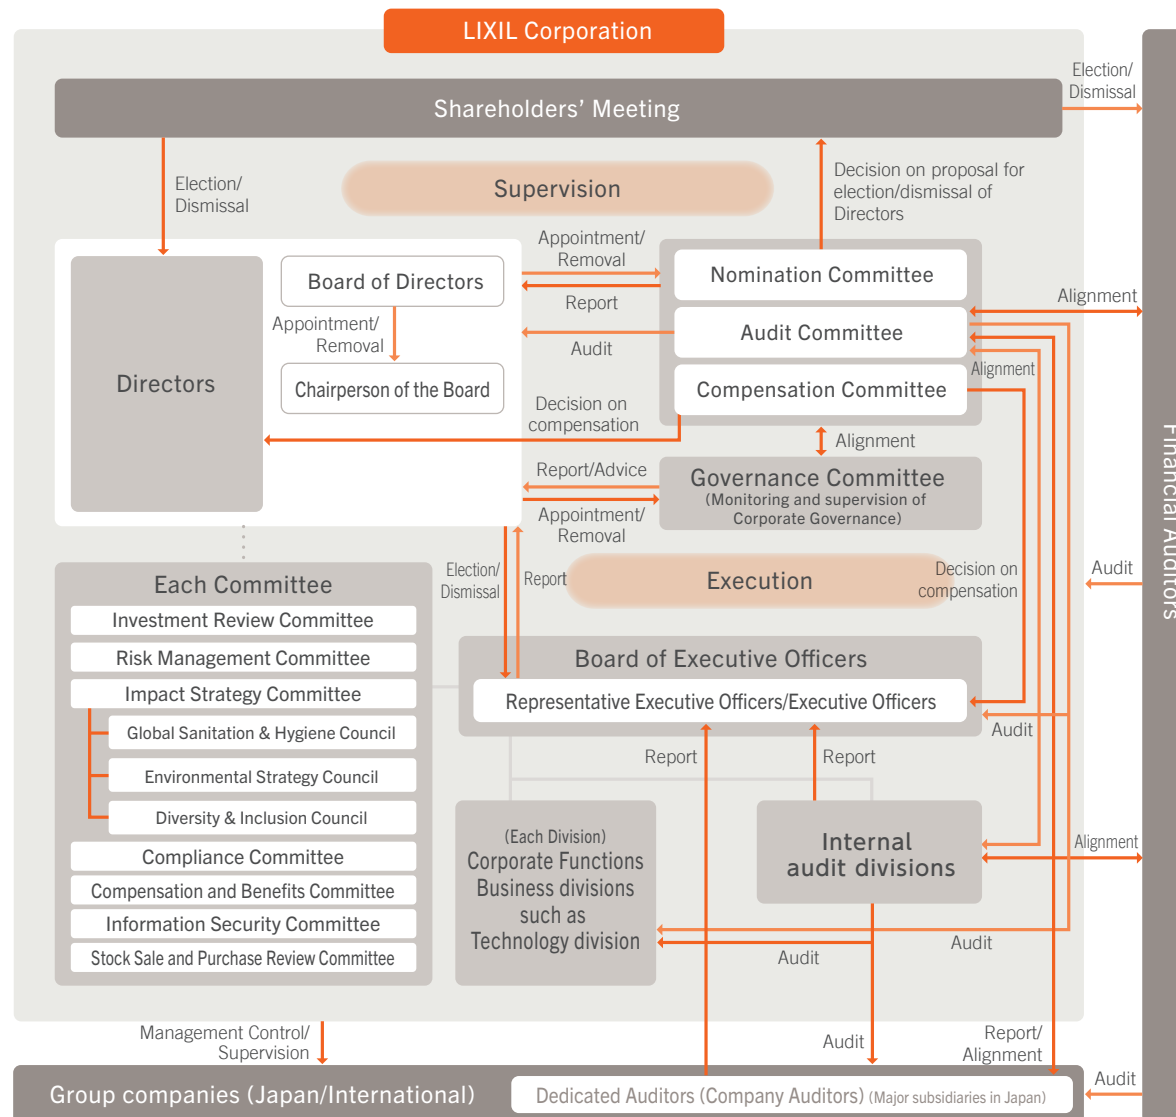 LIXIL Corporation
Shareholders' Meeting
Election/
Dismissal
Election/
Dismissal
Supervision
Decision on proposal for
election/dismissal of
Directors
Directors
Board of Directors
Appointment/
Removal
Chairperson of the Board
Appointment/
Removal
Report
Audit
Decision on
compensation
Nomination Committee
Audit Committee
Compensation Committee
Alignment
Alignment
Alignment
Report/Advice
Appointment/
Removal
Governance Committee
(Monitoring and supervision of
Corporate Governance)
Financial Auditors
Election/
Dismissal
Report
Execution
Decision on
compensation
Audit
Each Committee
Investment Review Committee
Risk Management Committee
Impact Strategy Committee
Global Sanitation & Hygiene Council
Environmental Strategy Council
Diversity & Inclusion Council
Compliance Committee
Compensation and Benefits Committee
Information Security Committee
Stock Sale and Purchase Review Committee
Board of Executive Officers
Representative Executive Officers/Executive Officers
Audit
Report
Report
(Each Division)
Corporate Functions
Business divisions
such as
Technology division
Internal
audit divisions
Alignment
Audit
Audit
Management Control/
Supervision
Audit
Report/
Alignment
Group companies (Japan/International)
Dedicated Auditors (Company Auditors) (Major subsidiaries in Japan)
Audit